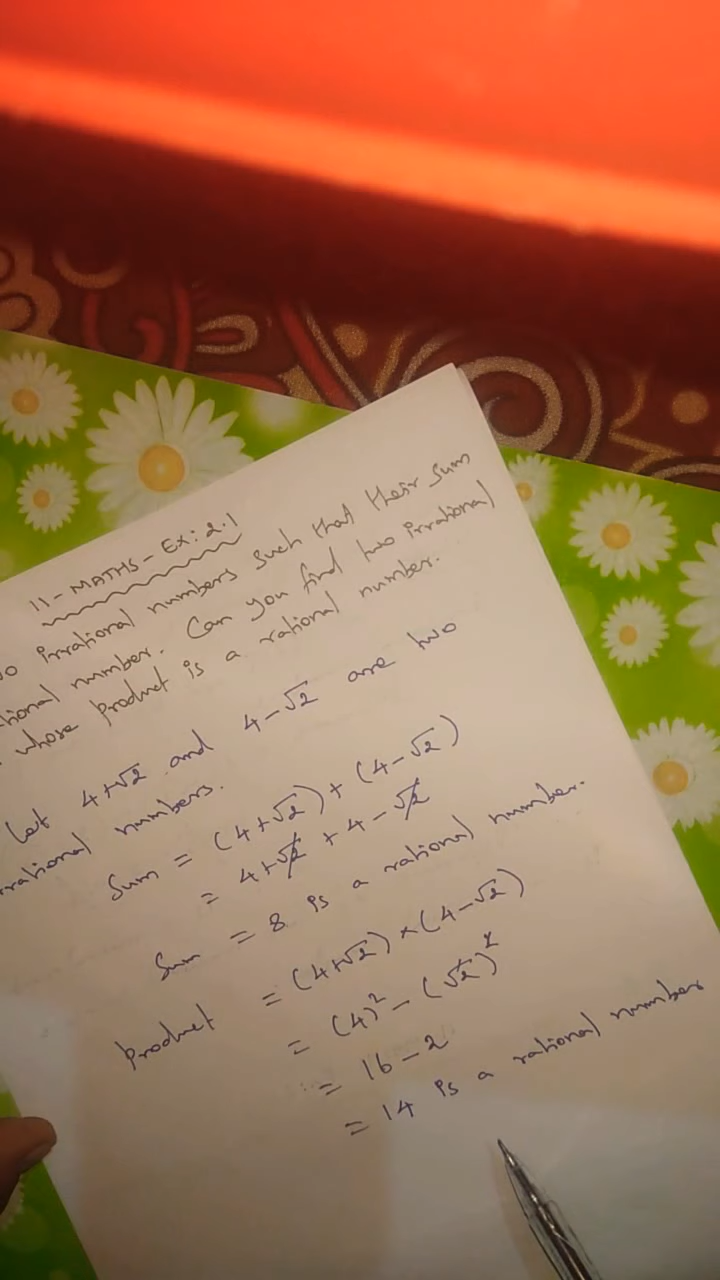 11-MATHS-Ex:2.1
irrational numbers such that their sum
number. Can you find two irrational
whose product is a rational number.
Let 4+√2 and 4-√2 are two
numbers.
Sum = (4+√2)+(4-√2)
= 4+√2+4-√2
Sum = 8 is a rational number.
Product = (4+√2)×(4-√2)
= (4)²-(√2)²
= 16-2
= 14 is a rational number